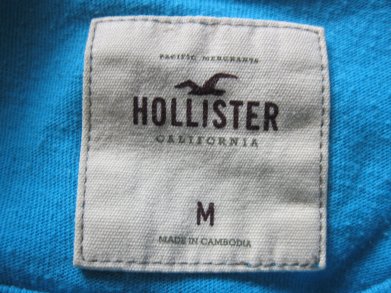 PACIFIC MERCHANTS
HOLLISTER
CALIFORNIA
M
MADE IN CAMBODIA